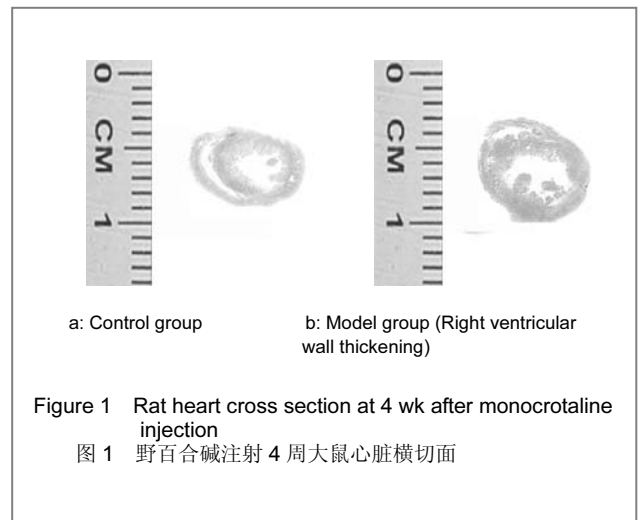 0
CM
1
0
CM
1
a: Control group
b: Model group (Right ventricular
wall thickening)
Figure 1 Rat heart cross section at 4 wk after monocrotaline
injection
图 1 野百合碱注射 4 周大鼠心脏横切面